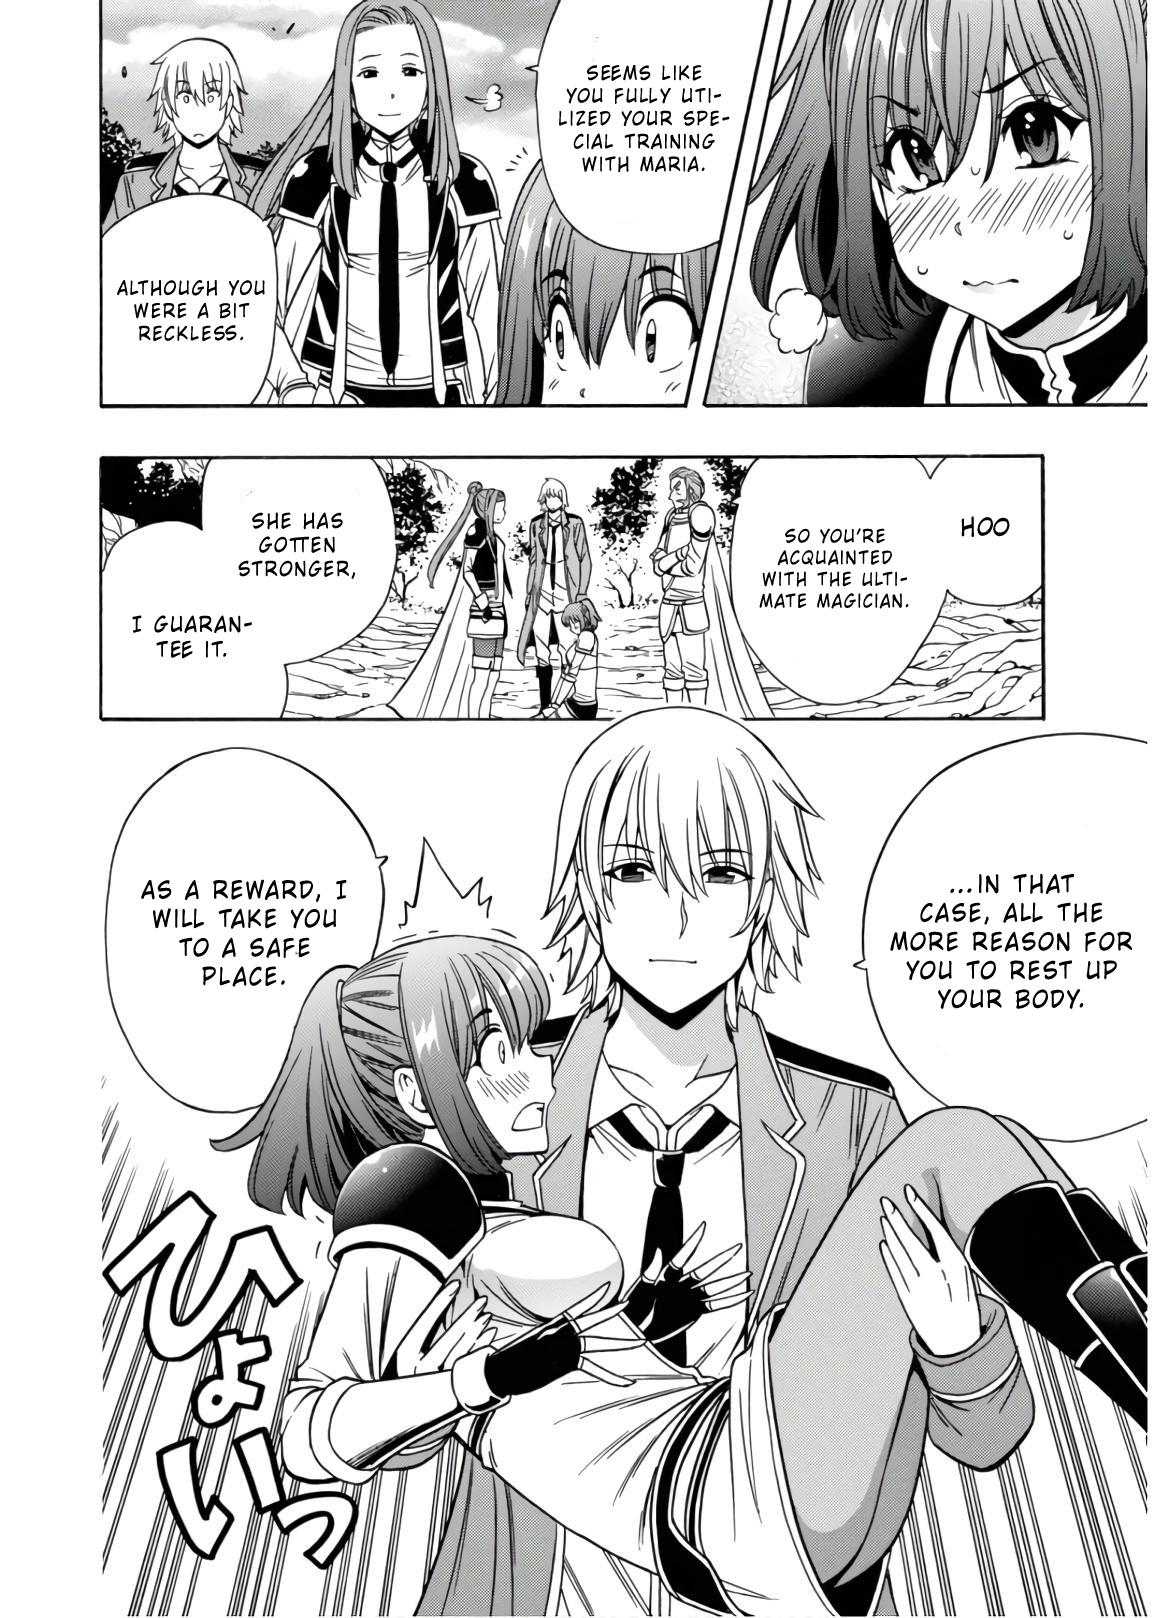 SEEMS LIKE
YOU FULLY UTI-
LIZED YOUR SPE-
CIAL TRAINING
WITH MARIA.
ALTHOUGH YOU
WERE A BIT
RECKLESS.
HOO
SO YOU'RE
ACQUAINTED
WITH THE ULTI-
MATE MAGICIAN.
SHE HAS
GOTTEN
STRONGER,
I GUARAN-
TEE IT.
...IN THAT
CASE, ALL THE
MORE REASON FOR
YOU TO REST UP
YOUR BODY.
AS A REWARD, I
WILL TAKE YOU
TO A SAFE
PLACE.
ひょいっ